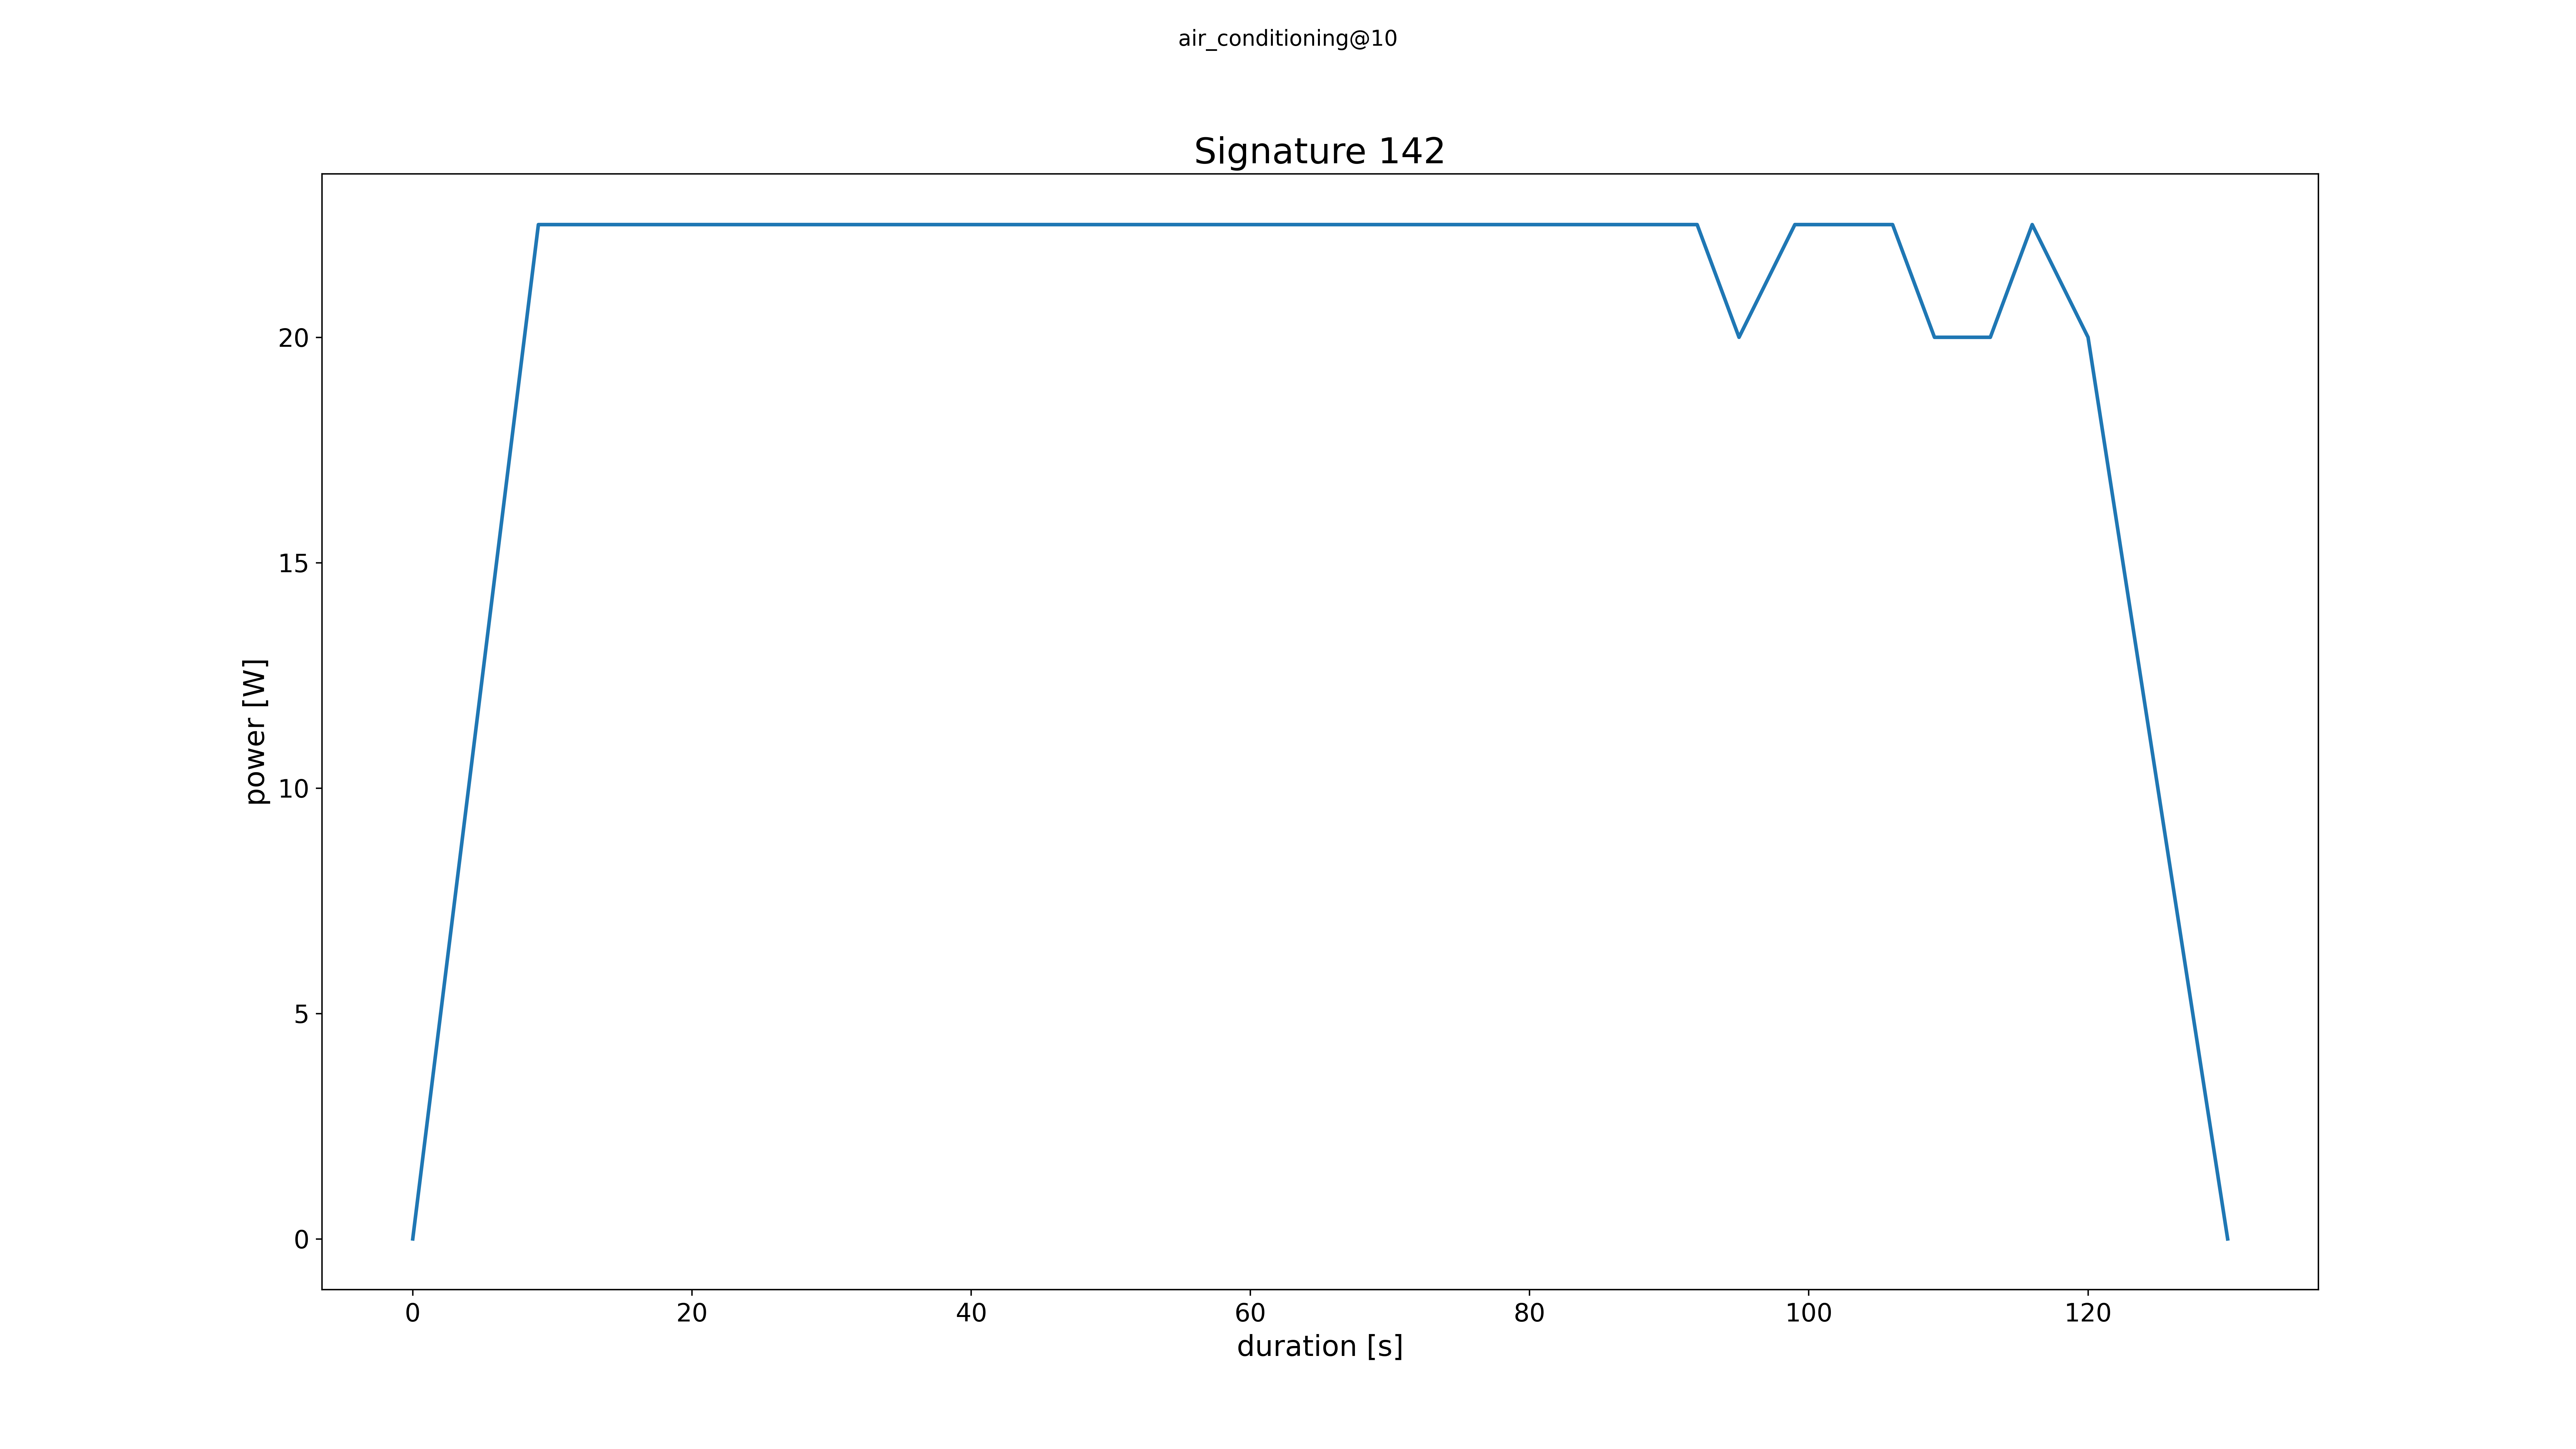 air_conditioning@10
Signature 142
power [W]
20
15
10
5
0
0 20 40 60 80 100 120
duration [s]